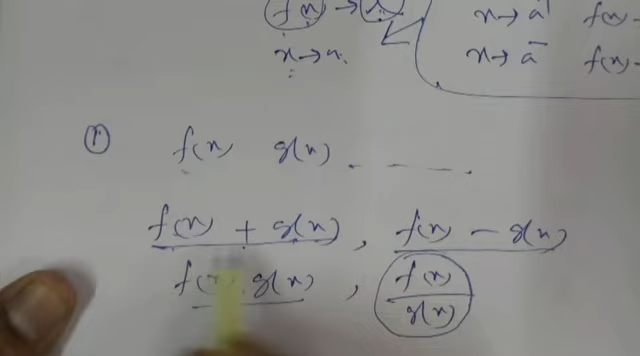 f(x) → l
x → a⁺ f(x) →
x → a
x → a⁻ f(x) →
① f(x) g(x) . — — .
f(x) + g(x) , f(x) − g(x)
f(x) . g(x) , f(x)/g(x)